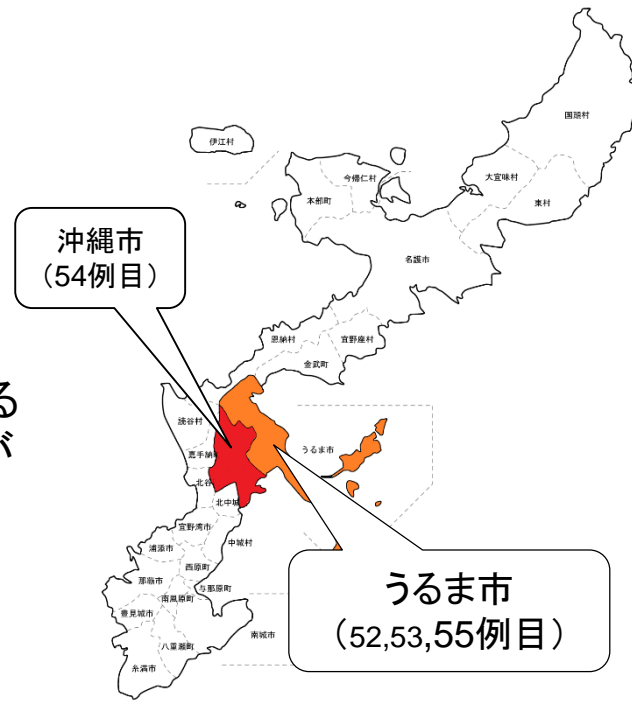 国頭村
伊江村
今帰仁村
大宜味村
本部町
東村
沖縄市
（54例目）
名護市
恩納村
宜野座村
金武町
る
が
読谷村
うるま市
嘉手納
北谷
北中城
宜野湾市
中城村
浦添市
西原町
那覇市
与那原町
南風原町
豊見城市
南城市
八重瀬町
糸満市
うるま市
（52,53,55例目）